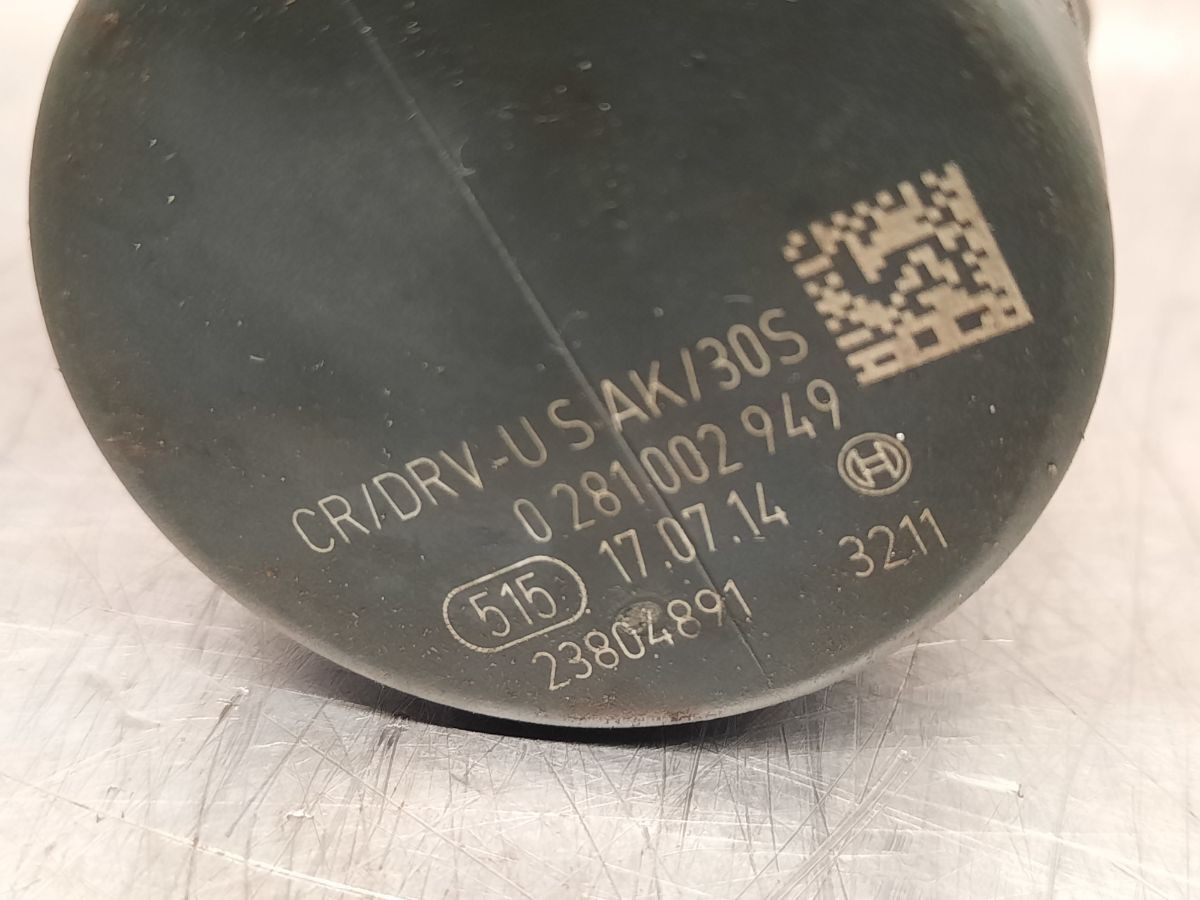 CR/DRV-U S AK/30S
0 281 002 949
515 17.07.14
23804891 3211